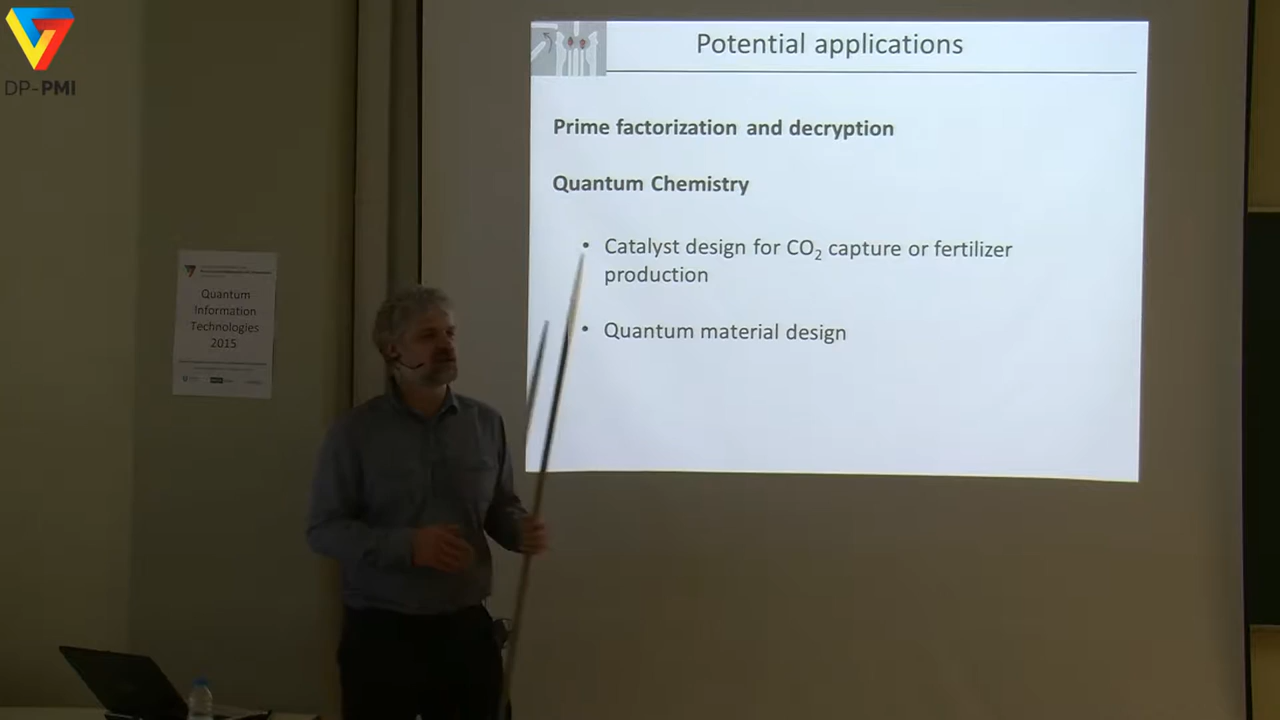 DP-PMI
Potential applications
Prime factorization and decryption
Quantum Chemistry
• Catalyst design for CO₂ capture or fertilizer
production
• Quantum material design
Quantum
Information
Technologies
2015